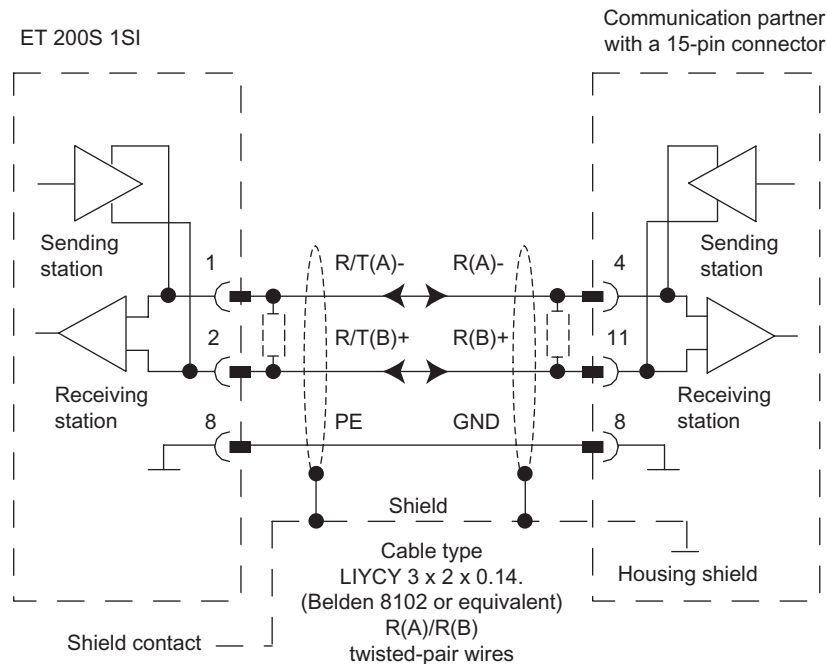 ET 200S 1SI
Communication partner
with a 15-pin connector
Sending
station
Sending
station
1
R/T(A)-
R(A)-
4
2
R/T(B)+
R(B)+
11
Receiving
station
Receiving
station
8
PE
GND
8
Shield
Cable type
LIYCY 3 x 2 x 0.14.
(Belden 8102 or equivalent)
R(A)/R(B)
twisted-pair wires
Housing shield
Shield contact